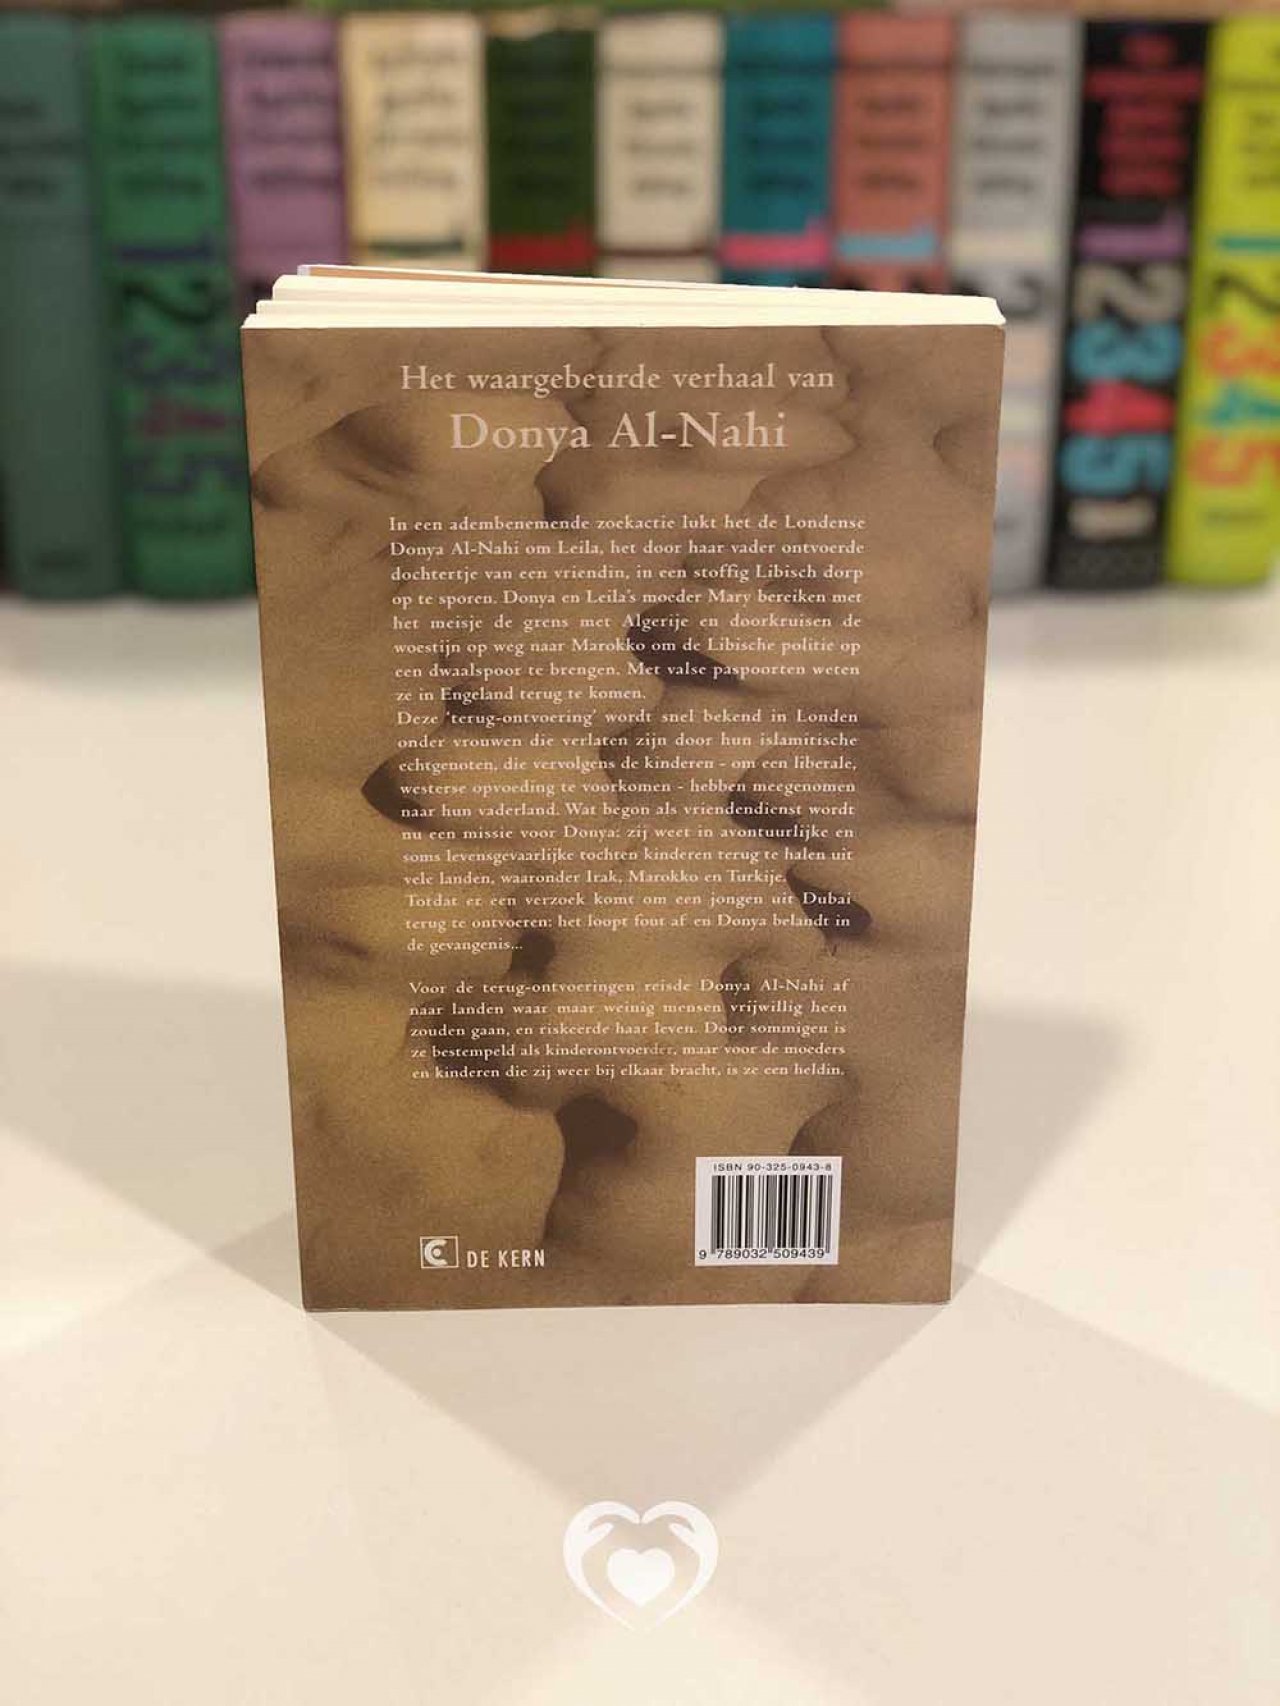 Het waargebeurde verhaal van
Donya Al-Nahi
In een adembenemende zoekactie lukt het de Londense
Donya Al-Nahi om Leila, het door haar vader ontvoerde
dochtertje van een vriendin, in een stoffig Libisch dorp
op te sporen. Donya en Leila's moeder Mary bereiken met
het meisje de grens met Algerije en doorkruisen de
woestijn op weg naar Marokko om de Libische politie op
een dwaalspoor te brengen. Met valse paspoorten weten
ze in Engeland terug te komen.
Deze 'terug-ontvoering' wordt snel bekend in Londen
onder vrouwen die verlaten zijn door hun islamitische
echtgenoten, die vervolgens de kinderen - om een liberale,
westerse opvoeding te voorkomen - hebben meegenomen
naar hun vaderland. Wat begon als vriendendienst wordt
nu een missie voor Donya: zij weet in avontuurlijke en
soms levensgevaarlijke tochten kinderen terug te halen uit
vele landen, waaronder Irak, Marokko en Turkije.
Totdat er een verzoek komt om een jongen uit Dubai
terug te ontvoeren: het loopt fout af en Donya belandt in
de gevangenis...
Voor de terug-ontvoeringen reisde Donya Al-Nahi af
naar landen waar maar weinig mensen vrijwillig heen
zouden gaan, en riskeerde haar leven. Door sommigen is
ze bestempeld als kinderontvoerder, maar voor de moeders
en kinderen die zij weer bij elkaar bracht, is ze een heldin.
ISBN 90-325-0943-8
9 789032 509439
DE KERN